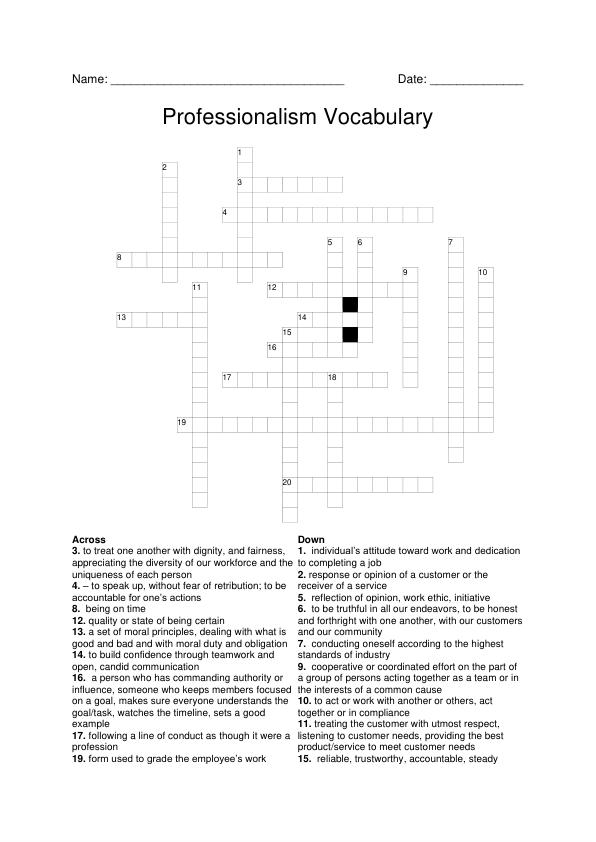 Name: ___________________________________ Date: ______________
Professionalism Vocabulary
1
2
3
4
5 6 7
8
9 10
11 12
13 14
15
16
17 18
19
20
Across
3. to treat one another with dignity, and fairness,
appreciating the diversity of our workforce and the
uniqueness of each person
4. – to speak up, without fear of retribution; to be
accountable for one's actions
8. being on time
12. quality or state of being certain
13. a set of moral principles, dealing with what is
good and bad and with moral duty and obligation
14. to build confidence through teamwork and
open, candid communication
16. a person who has commanding authority or
influence, someone who keeps members focused
on a goal, makes sure everyone understands the
goal/task, watches the timeline, sets a good
example
17. following a line of conduct as though it were a
profession
19. form used to grade the employee's work
Down
1. individual's attitude toward work and dedication
to completing a job
2. response or opinion of a customer or the
receiver of a service
5. reflection of opinion, work ethic, initiative
6. to be truthful in all our endeavors, to be honest
and forthright with one another, with our customers
and our community
7. conducting oneself according to the highest
standards of industry
9. cooperative or coordinated effort on the part of
a group of persons acting together as a team or in
the interests of a common cause
10. to act or work with another or others, act
together or in compliance
11. treating the customer with utmost respect,
listening to customer needs, providing the best
product/service to meet customer needs
15. reliable, trustworthy, accountable, steady